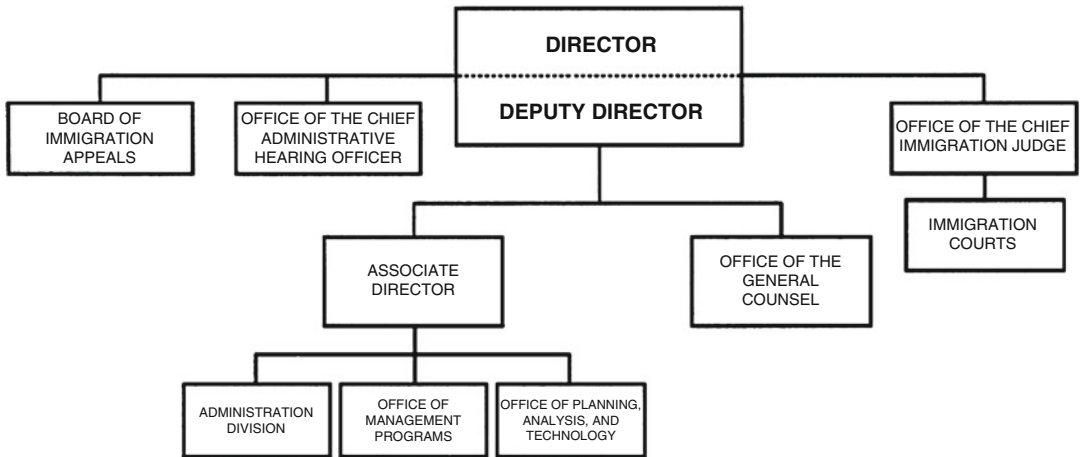 DIRECTOR
DEPUTY DIRECTOR
BOARD OF
IMMIGRATION
APPEALS
OFFICE OF THE CHIEF
ADMINISTRATIVE
HEARING OFFICER
OFFICE OF THE CHIEF
IMMIGRATION JUDGE
IMMIGRATION
COURTS
ASSOCIATE
DIRECTOR
OFFICE OF THE
GENERAL
COUNSEL
ADMINISTRATION
DIVISION
OFFICE OF
MANAGEMENT
PROGRAMS
OFFICE OF PLANNING,
ANALYSIS, AND
TECHNOLOGY